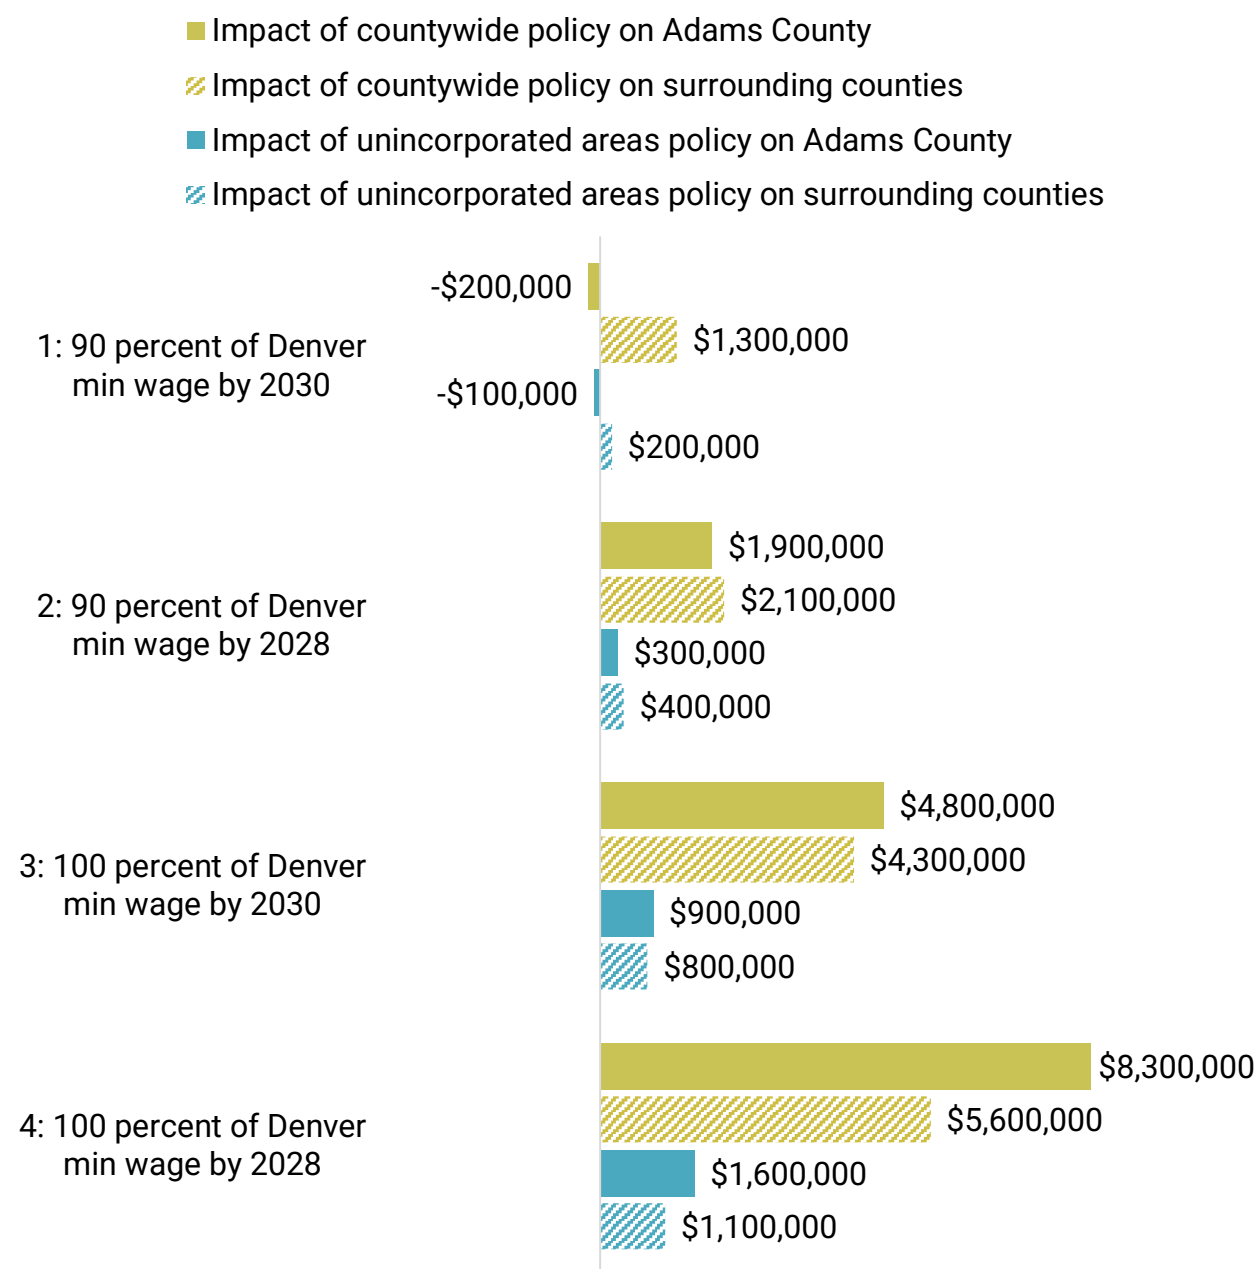 Impact of countywide policy on Adams County
Impact of countywide policy on surrounding counties
Impact of unincorporated areas policy on Adams County
Impact of unincorporated areas policy on surrounding counties
1: 90 percent of Denver
min wage by 2030
-$200,000
$1,300,000
-$100,000
$200,000
2: 90 percent of Denver
min wage by 2028
$1,900,000
$2,100,000
$300,000
$400,000
3: 100 percent of Denver
min wage by 2030
$4,800,000
$4,300,000
$900,000
$800,000
4: 100 percent of Denver
min wage by 2028
$8,300,000
$5,600,000
$1,600,000
$1,100,000